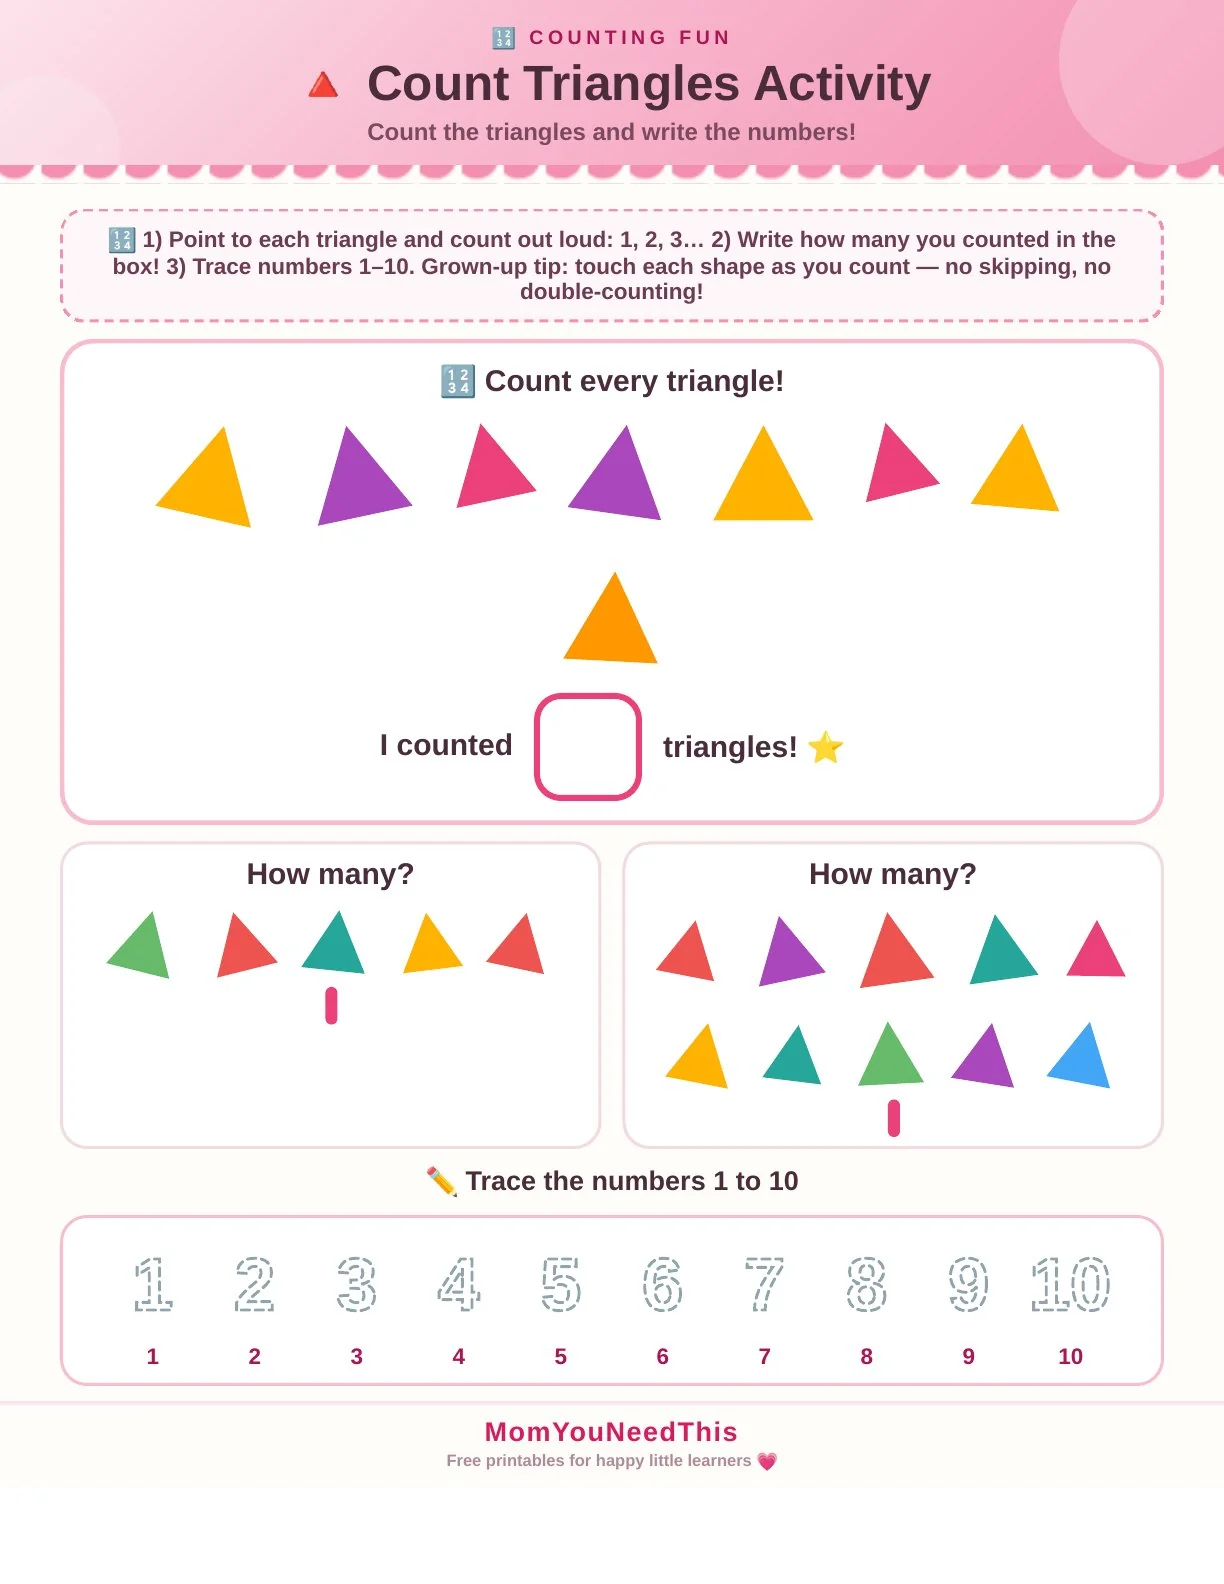 🔢 COUNTING FUN
🔺 Count Triangles Activity
Count the triangles and write the numbers!
🔢 1) Point to each triangle and count out loud: 1, 2, 3… 2) Write how many you counted in the
box! 3) Trace numbers 1–10. Grown-up tip: touch each shape as you count — no skipping, no
double-counting!
🔢 Count every triangle!
I counted triangles! ⭐
How many?
How many?
✏️ Trace the numbers 1 to 10
1 2 3 4 5 6 7 8 9 10
1 2 3 4 5 6 7 8 9 10
MomYouNeedThis
Free printables for happy little learners 💗